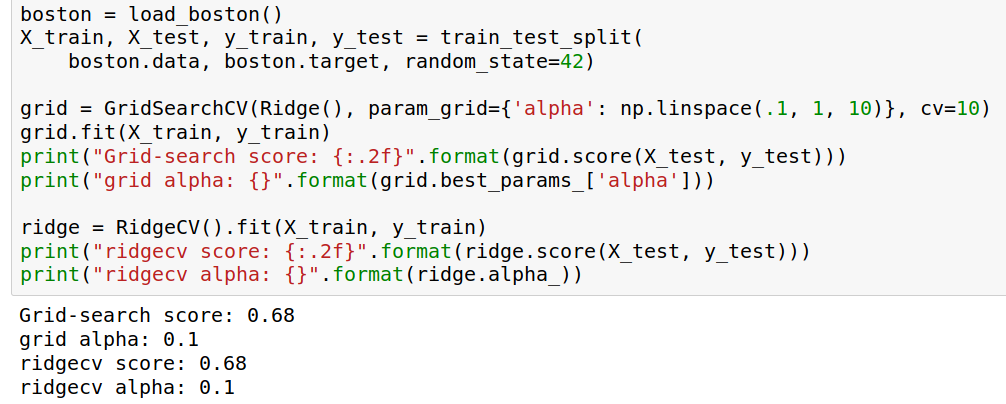 boston = load_boston()
X_train, X_test, y_train, y_test = train_test_split(
    boston.data, boston.target, random_state=42)
grid = GridSearchCV(Ridge(), param_grid={'alpha': np.linspace(.1, 1, 10)}, cv=10)
grid.fit(X_train, y_train)
print("Grid-search score: {:.2f}".format(grid.score(X_test, y_test)))
print("grid alpha: {}".format(grid.best_params_['alpha']))
ridge = RidgeCV().fit(X_train, y_train)
print("ridgecv score: {:.2f}".format(ridge.score(X_test, y_test)))
print("ridgecv alpha: {}".format(ridge.alpha_))
Grid-search score: 0.68
grid alpha: 0.1
ridgecv score: 0.68
ridgecv alpha: 0.1